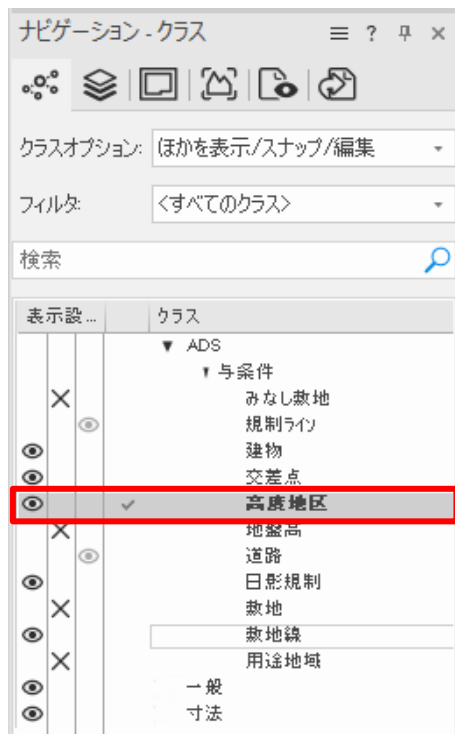 ナビゲーション - クラス ?
クラスオプション: ほかを表示/スナップ/編集
フィルタ: <すべてのクラス>
検索
表示設... クラス
ADS
与条件
みなし敷地
規制ライン
建物
交差点
高度地区
地盤高
道路
日影規制
敷地
敷地線
用途地域
一般
寸法